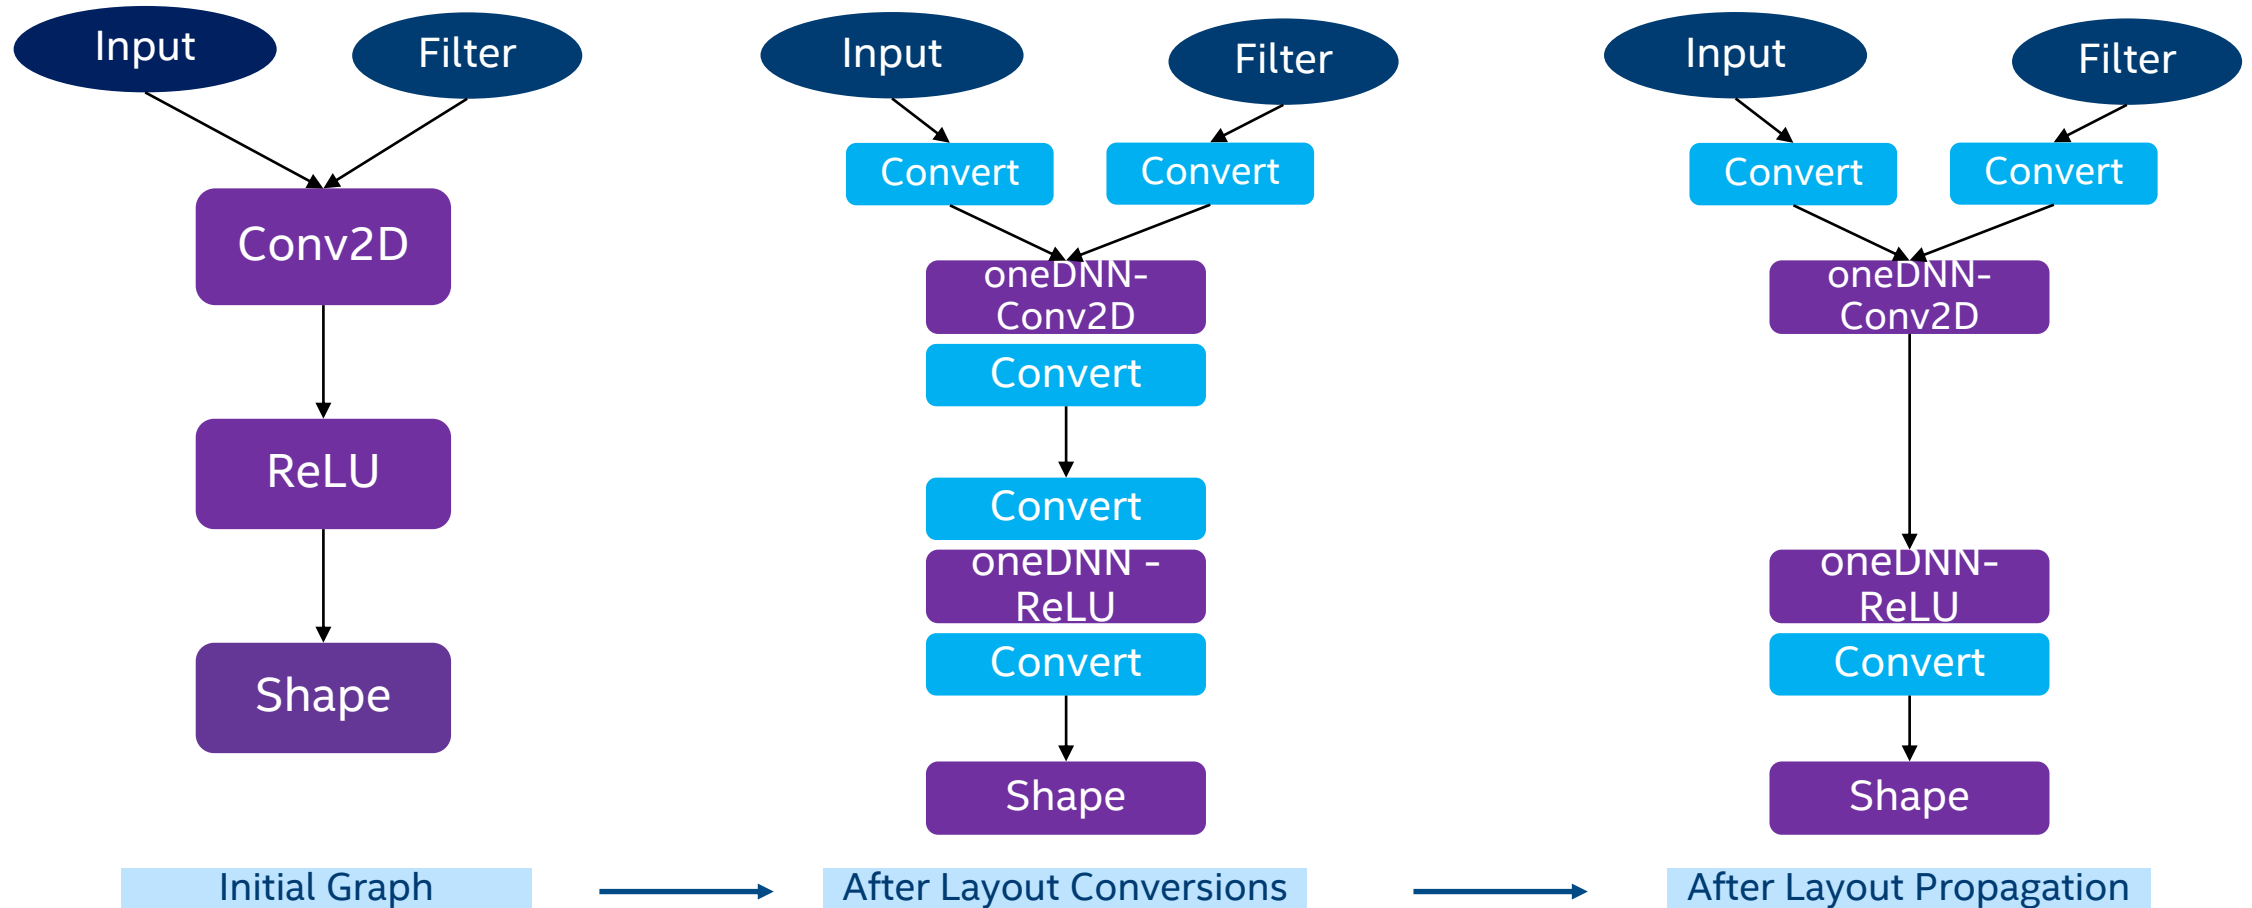 Input
Filter
Conv2D
ReLU
Shape
Initial Graph
Input
Filter
Convert
Convert
oneDNN-
Conv2D
Convert
Convert
oneDNN -
ReLU
Convert
Shape
After Layout Conversions
Input
Filter
Convert
Convert
oneDNN-
Conv2D
oneDNN-
ReLU
Convert
Shape
After Layout Propagation